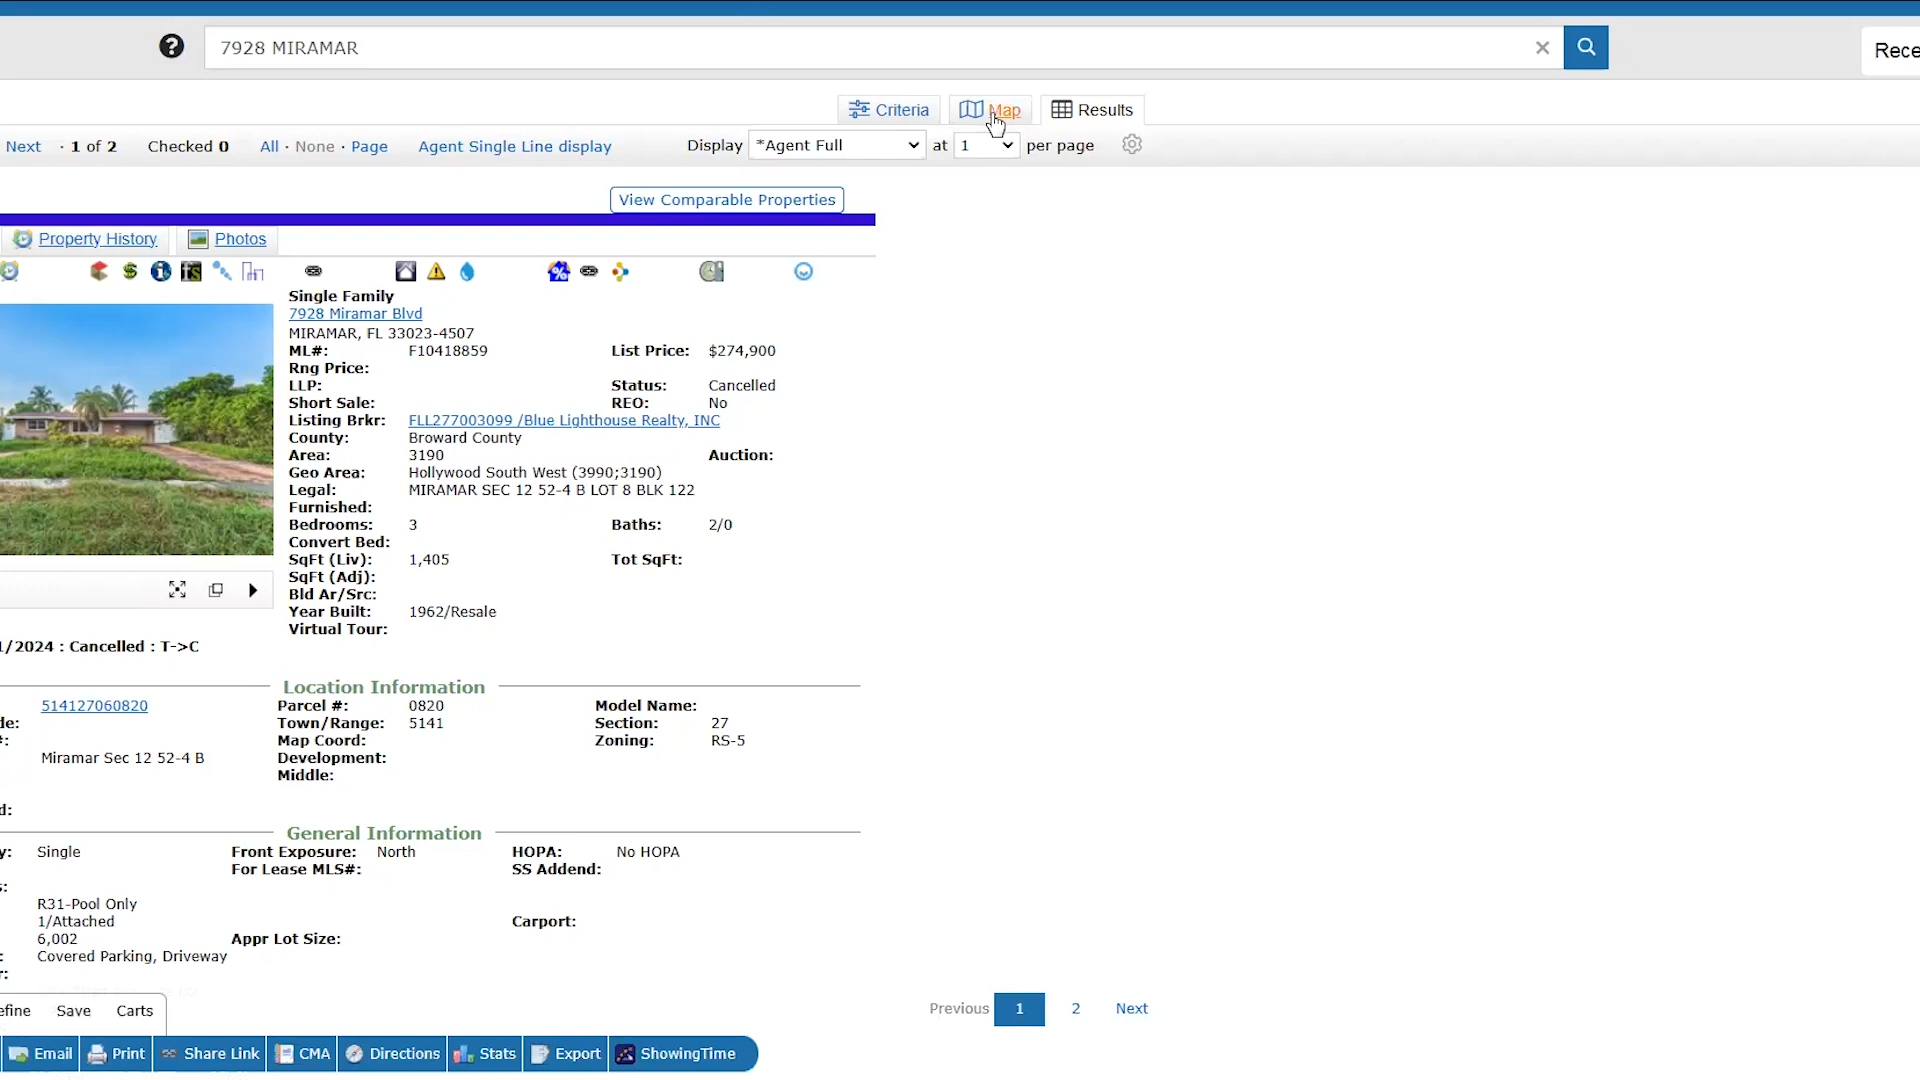 7928 MIRAMAR
Rece
Criteria
Map
Results
Next · 1 of 2 Checked 0 All · None · Page Agent Single Line display Display *Agent Full at 1 per page
View Comparable Properties
Property History Photos
Single Family
7928 Miramar Blvd
MIRAMAR, FL 33023-4507
ML#: F10418859 List Price: $274,900
Rng Price:
LLP: Status: Cancelled
Short Sale: REO: No
Listing Brkr: FLL277003099 /Blue Lighthouse Realty, INC
County: Broward County
Area: 3190 Auction:
Geo Area: Hollywood South West (3990;3190)
Legal: MIRAMAR SEC 12 52-4 B LOT 8 BLK 122
Furnished:
Bedrooms: 3 Baths: 2/0
Convert Bed:
SqFt (Liv): 1,405 Tot SqFt:
SqFt (Adj):
Bld Ar/Src:
Year Built: 1962/Resale
Virtual Tour:
1/2024 : Cancelled : T->C
Location Information
514127060820 Parcel #: 0820 Model Name:
de: Town/Range: 5141 Section: 27
#: Map Coord: Zoning: RS-5
Miramar Sec 12 52-4 B Development:
Middle:
d:
General Information
y: Single Front Exposure: North HOPA: No HOPA
For Lease MLS#: SS Addend:
s:
R31-Pool Only
1/Attached Carport:
6,002 Appr Lot Size:
: Covered Parking, Driveway
r:
efine Save Carts
Previous 1 2 Next
Email Print Share Link CMA Directions Stats Export ShowingTime